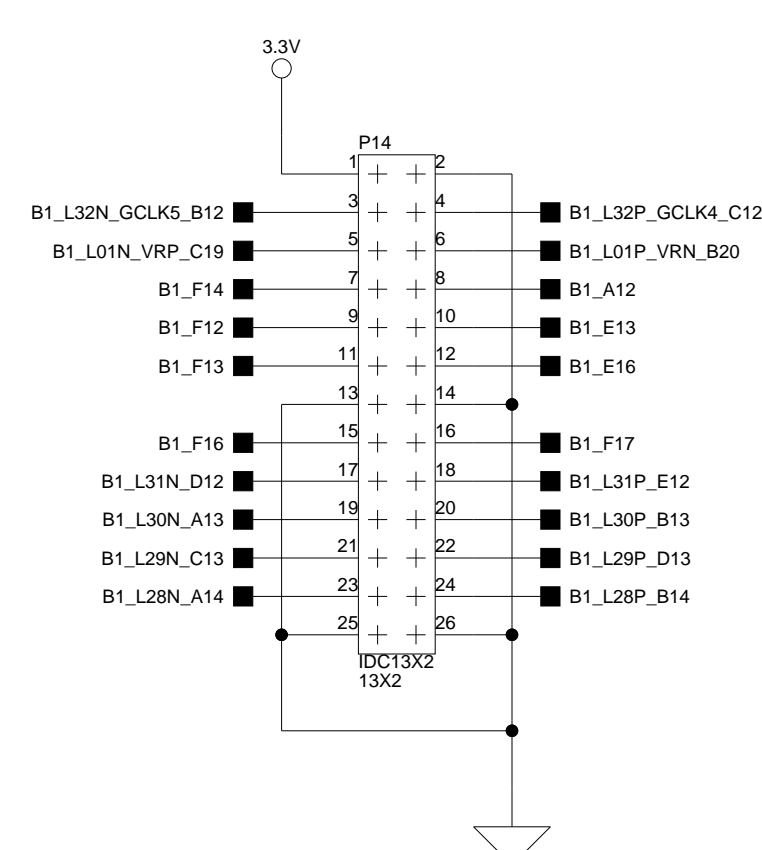 3.3V
P14
1 2
B1_L32N_GCLK5_B12 3 4 B1_L32P_GCLK4_C12
B1_L01N_VRP_C19 5 6 B1_L01P_VRN_B20
B1_F14 7 8 B1_A12
B1_F12 9 10 B1_E13
B1_F13 11 12 B1_E16
13 14
B1_F16 15 16 B1_F17
B1_L31N_D12 17 18 B1_L31P_E12
B1_L30N_A13 19 20 B1_L30P_B13
B1_L29N_C13 21 22 B1_L29P_D13
B1_L28N_A14 23 24 B1_L28P_B14
25 26
IDC13X2
13X2